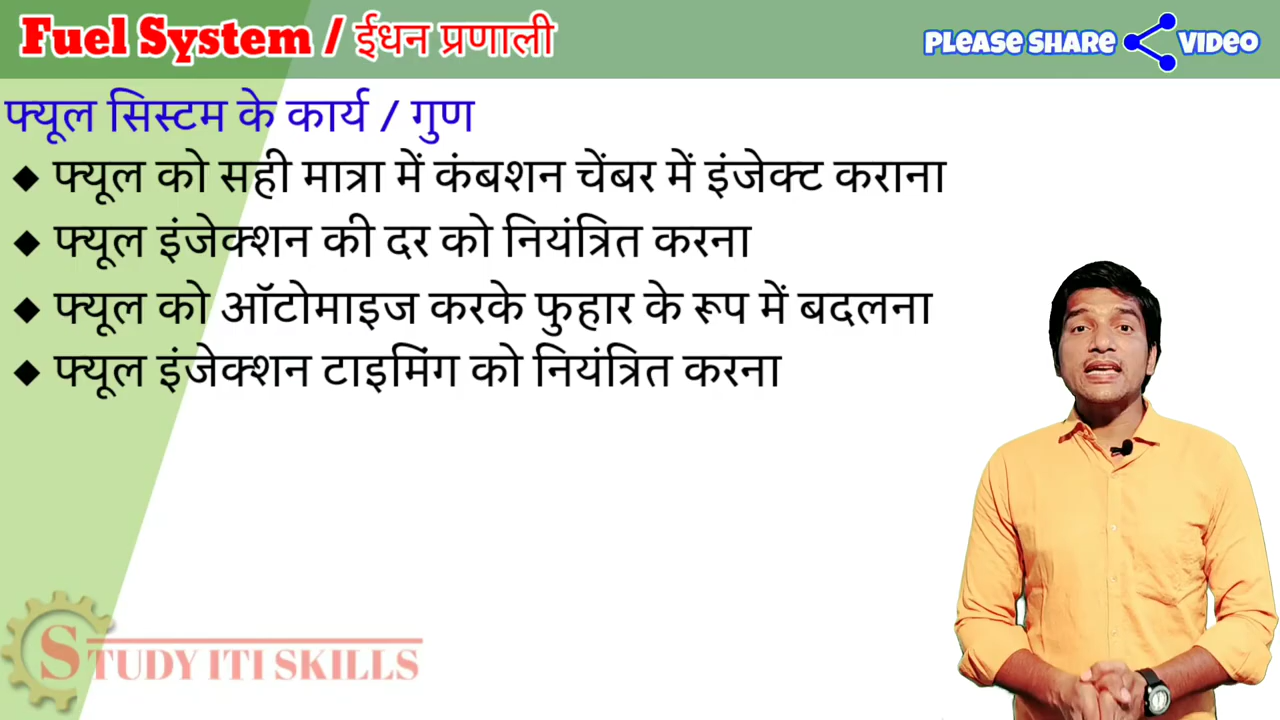 Fuel System / ईधन प्रणाली
PLEASE SHARE VIDEO
फ्यूल सिस्टम के कार्य / गुण
◆ फ्यूल को सही मात्रा में कंबशन चेंबर में इंजेक्ट कराना
◆ फ्यूल इंजेक्शन की दर को नियंत्रित करना
◆ फ्यूल को ऑटोमाइज करके फुहार के रूप में बदलना
◆ फ्यूल इंजेक्शन टाइमिंग को नियंत्रित करना
STUDY ITI SKILLS